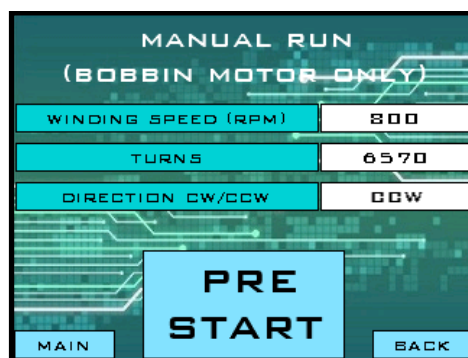 MANUAL RUN
(BOBBIN MOTOR ONLY)
WINDING SPEED (RPM) 800
TURNS 6570
DIRECTION CW/CCW CCW
PRE
START
MAIN
BACK